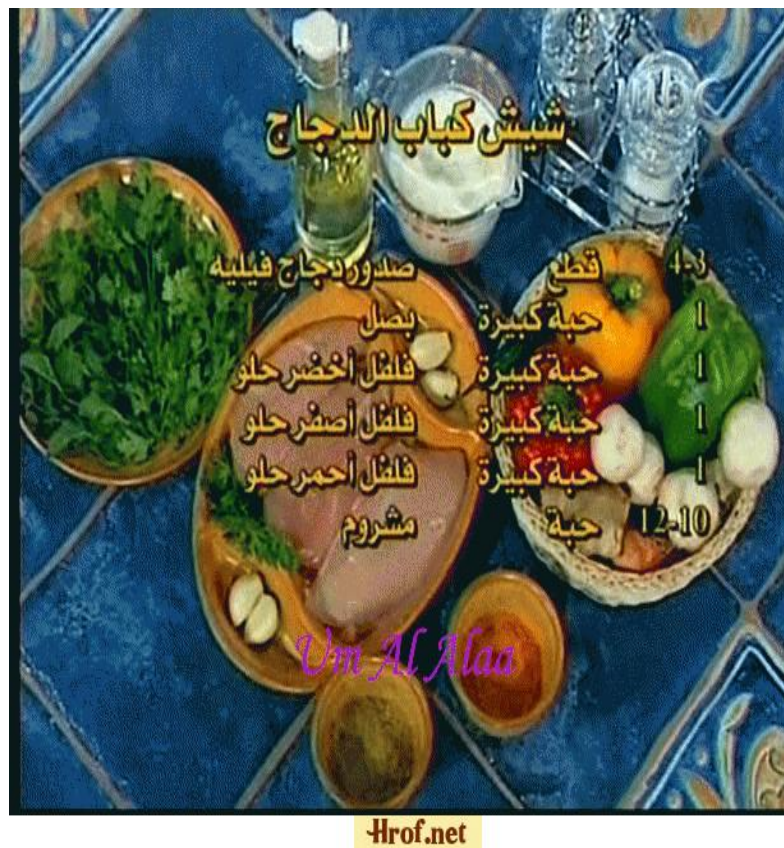 شيش كباب الدجاج
4-3 قطع صدور دجاج فيليه
1 حبة كبيرة بصل
1 حبة كبيرة فلفل أخضر حلو
1 حبة كبيرة فلفل أصفر حلو
1 حبة كبيرة فلفل أحمر حلو
12-10 حبة مشروم
Um Al Alaa
Hrof.net